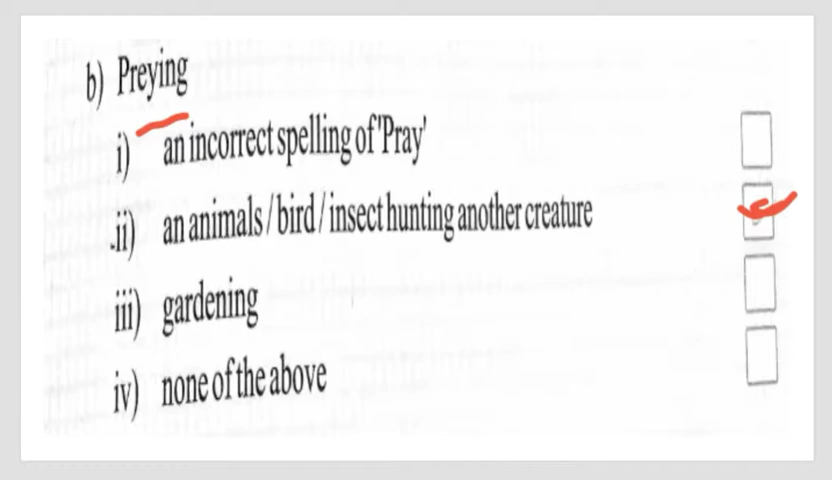 b) Preying
i) an incorrect spelling of 'Pray'
ii) an animals / bird / insect hunting another creature
iii) gardening
iv) none of the above